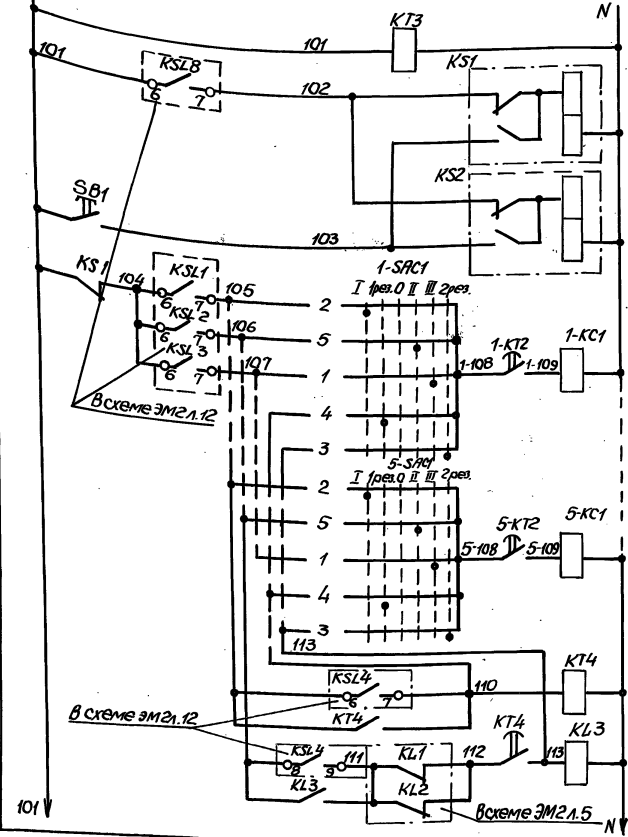 N
KT3
101
101
KSL8
KS1
6
7
102
KS2
SB1
103
KS1
104
KSL1
105
6
7
KSL2
106
6
7
KSL3
107
6
7
В схеме ЭМ2 л.12
1-SAC1
I 1рез. 0 II III 2рез.
2
5
1
4
3
1-108
1-KT2
1-109
1-KC1
5-SAC1
I 1рез. 0 II III 2рез.
2
5
1
4
3
5-108
5-KT2
5-109
5-KC1
113
KSL4
6
7
110
KT4
KT4
В схеме ЭМ2 л.12
KSL4
8
9
111
KL1
112
KT4
113
KL3
KL3
KL2
В схеме ЭМ2 л.5
101
N